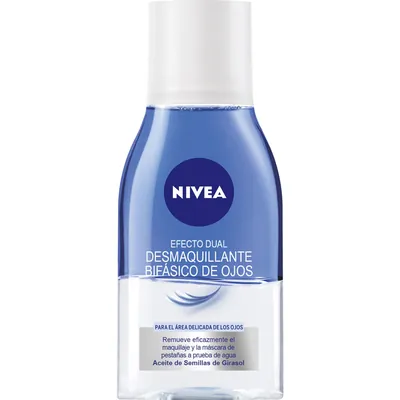 NIVEA
EFECTO DUAL
DESMAQUILLANTE
BIFÁSICO DE OJOS
PARA EL ÁREA DELICADA DE LOS OJOS
Remueve eficazmente el
maquillaje y la máscara de
pestañas a prueba de agua
Aceite de Semillas de Girasol